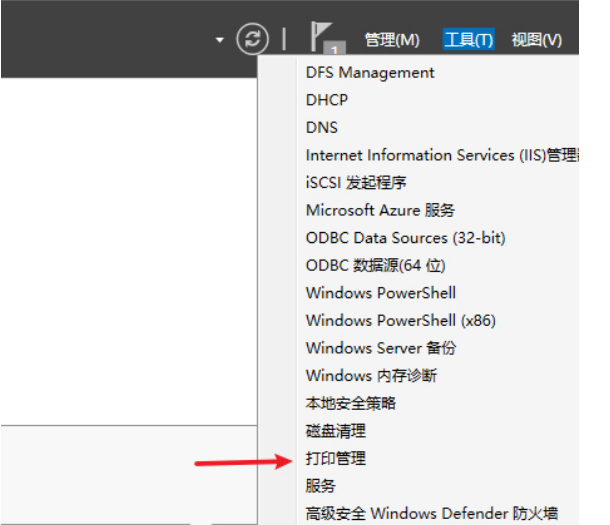 1 管理(M) 工具(T) 视图(V)
DFS Management
DHCP
DNS
Internet Information Services (IIS)管理
iSCSI 发起程序
Microsoft Azure 服务
ODBC Data Sources (32-bit)
ODBC 数据源(64 位)
Windows PowerShell
Windows PowerShell (x86)
Windows Server 备份
Windows 内存诊断
本地安全策略
磁盘清理
打印管理
服务
高级安全 Windows Defender 防火墙